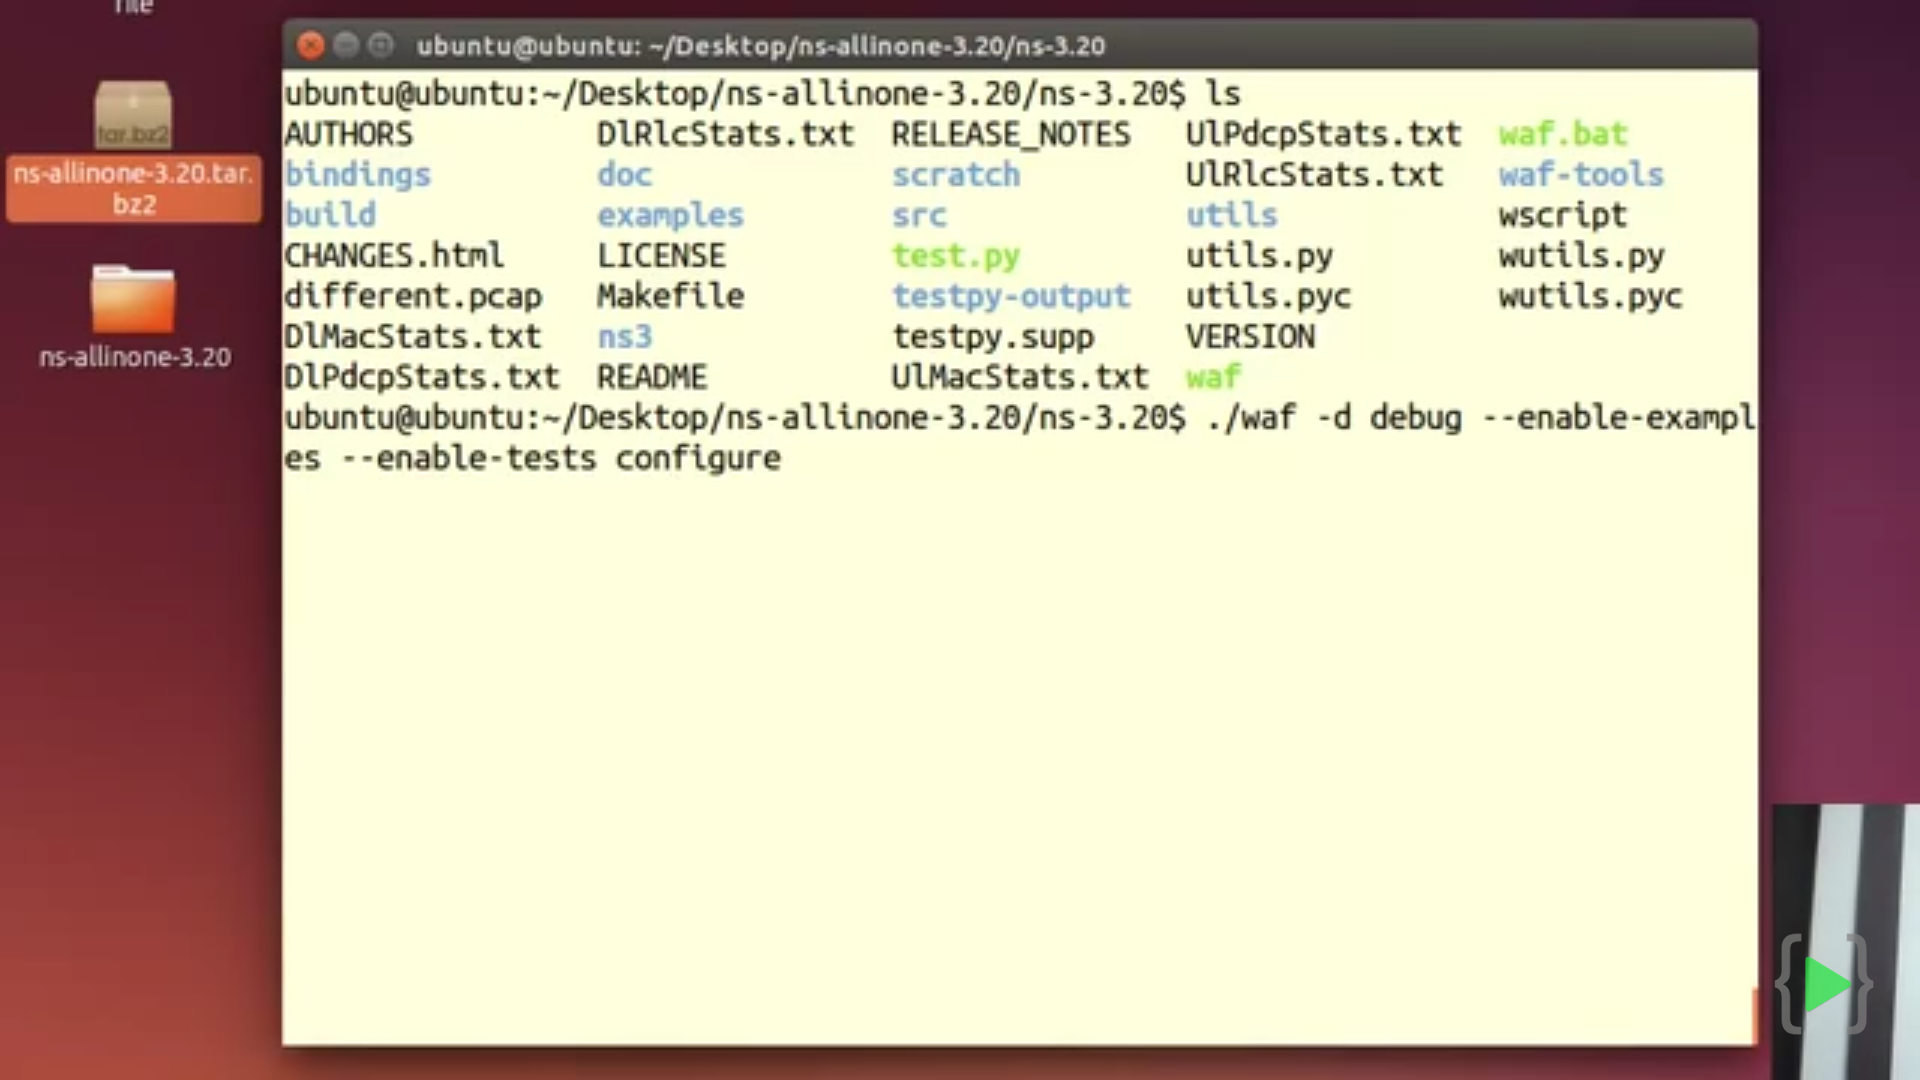 file
ns-allinone-3.20.tar.
bz2
tar.bz2
ns-allinone-3.20
ubuntu@ubuntu: ~/Desktop/ns-allinone-3.20/ns-3.20
ubuntu@ubuntu:~/Desktop/ns-allinone-3.20/ns-3.20$ ls
AUTHORS DlRlcStats.txt RELEASE_NOTES UlPdcpStats.txt waf.bat
bindings doc scratch UlRlcStats.txt waf-tools
build examples src utils wscript
CHANGES.html LICENSE test.py utils.py wutils.py
different.pcap Makefile testpy-output utils.pyc wutils.pyc
DlMacStats.txt ns3 testpy.supp VERSION
DlPdcpStats.txt README UlMacStats.txt waf
ubuntu@ubuntu:~/Desktop/ns-allinone-3.20/ns-3.20$ ./waf -d debug --enable-exampl
es --enable-tests configure